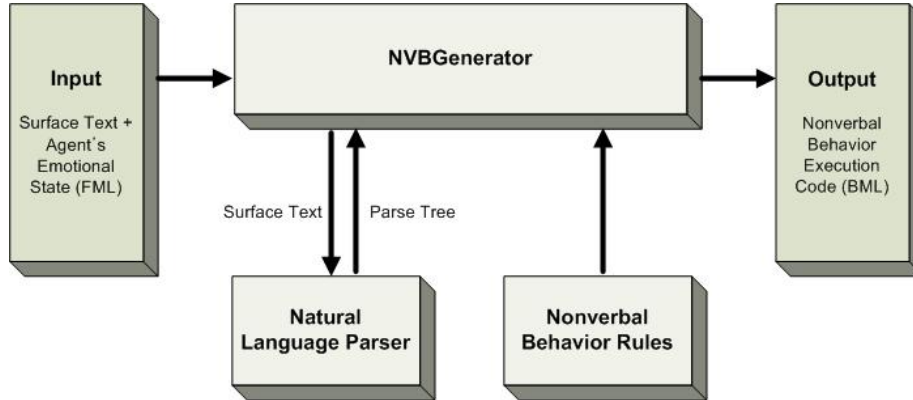 NVBGenerator
Input
Surface Text +
Agent´s
Emotional
State (FML)
Output
Nonverbal
Behavior
Execution
Code (BML)
Surface Text
Parse Tree
Natural
Language Parser
Nonverbal
Behavior Rules